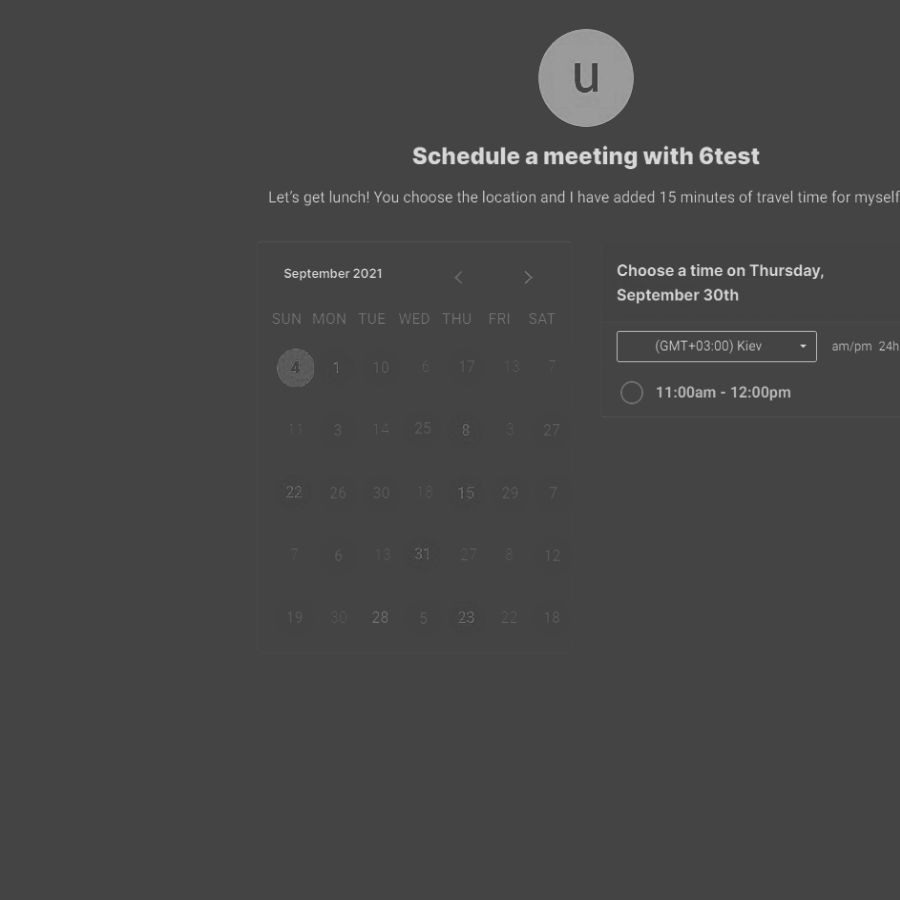 u
Schedule a meeting with 6test
Let's get lunch! You choose the location and I have added 15 minutes of travel time for myself
September 2021
SUN MON TUE WED THU FRI SAT
4 1 10 6 17 13 7
11 3 14 25 8 3 27
22 26 30 18 15 29 7
7 6 13 31 27 8 12
19 30 28 5 23 22 18
Choose a time on Thursday,
September 30th
(GMT+03:00) Kiev am/pm 24h
11:00am - 12:00pm